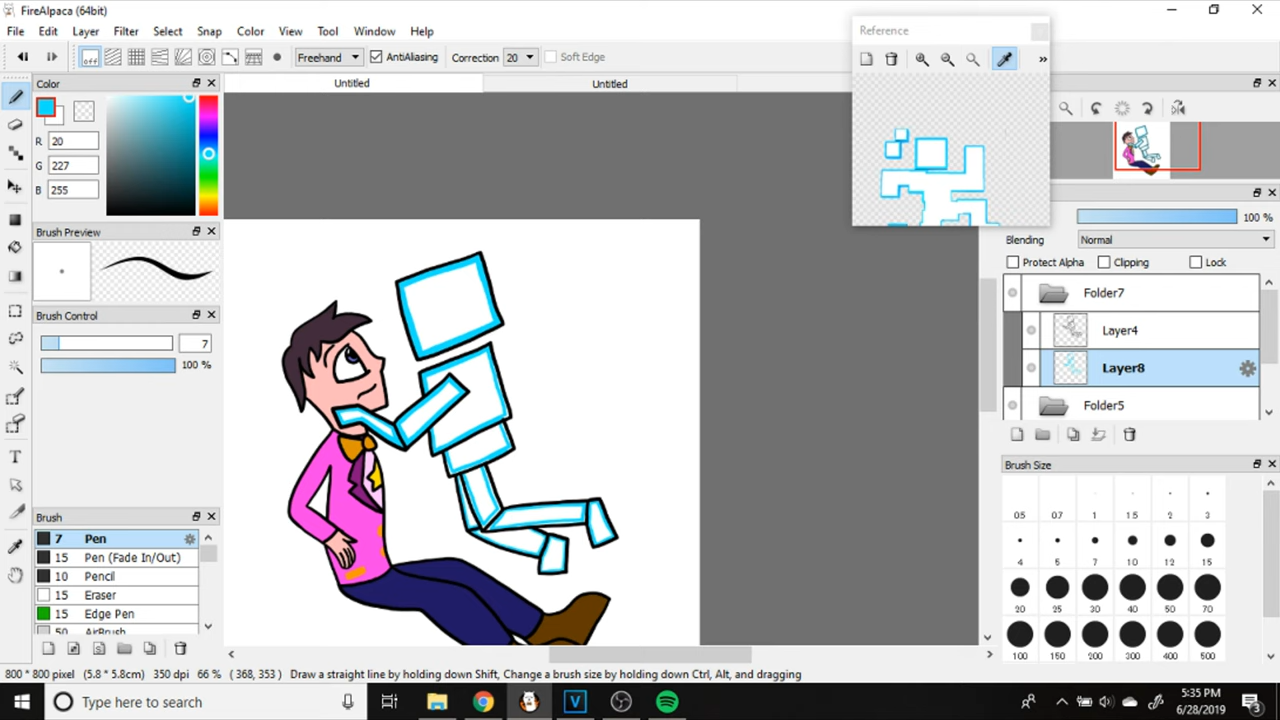 FireAlpaca (64bit)
File Edit Layer Filter Select Snap Color View Tool Window Help
Reference
off Freehand AntiAliasing Correction 20 Soft Edge
Color
Untitled Untitled
R 20
G 227
B 255
Brush Preview
100 %
Blending Normal
Protect Alpha Clipping Lock
Folder7
Brush Control
Layer4
7
100 %
Layer8
Folder5
Brush Size
05 07 1 1.5 2 3
Brush
7 Pen
4 5 7 10 12 15
15 Pen (Fade In/Out)
10 Pencil
15 Eraser
20 25 30 40 50 70
15 Edge Pen
50 AirBrush
100 150 200 300 400 500
800 * 800 pixel (5.8 * 5.8cm) 350 dpi 66 % ( 368, 353 ) Draw a straight line by holding down Shift, Change a brush size by holding down Ctrl, Alt, and dragging
Type here to search
5:35 PM
6/28/2019
3